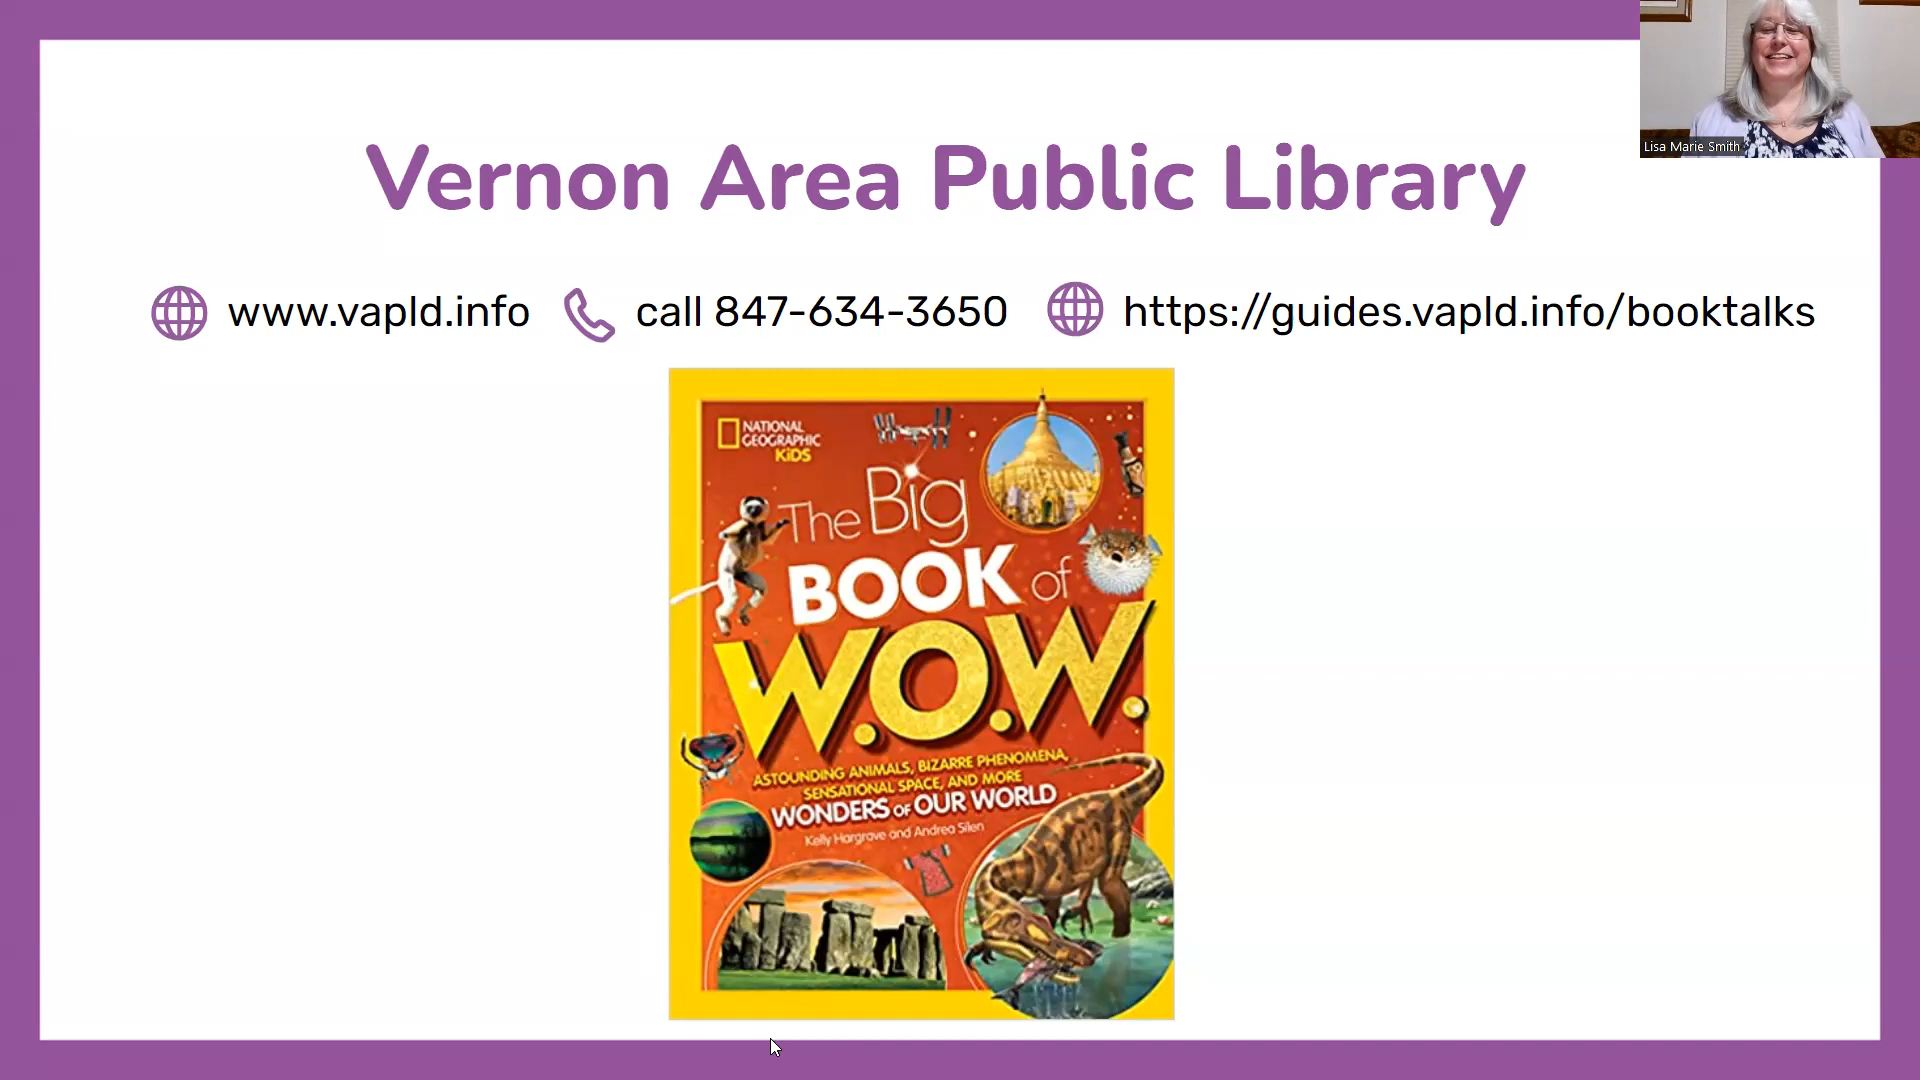 Vernon Area Public Library
www.vapld.info
call 847-634-3650
https://guides.vapld.info/booktalks
Lisa Marie Smith
NATIONAL
GEOGRAPHIC
KiDS
The Big
BOOK of
W.O.W.
ASTOUNDING ANIMALS, BIZARRE PHENOMENA,
SENSATIONAL SPACE, AND MORE
WONDERS OF OUR WORLD
Kelly Hargrave and Andrea Silen